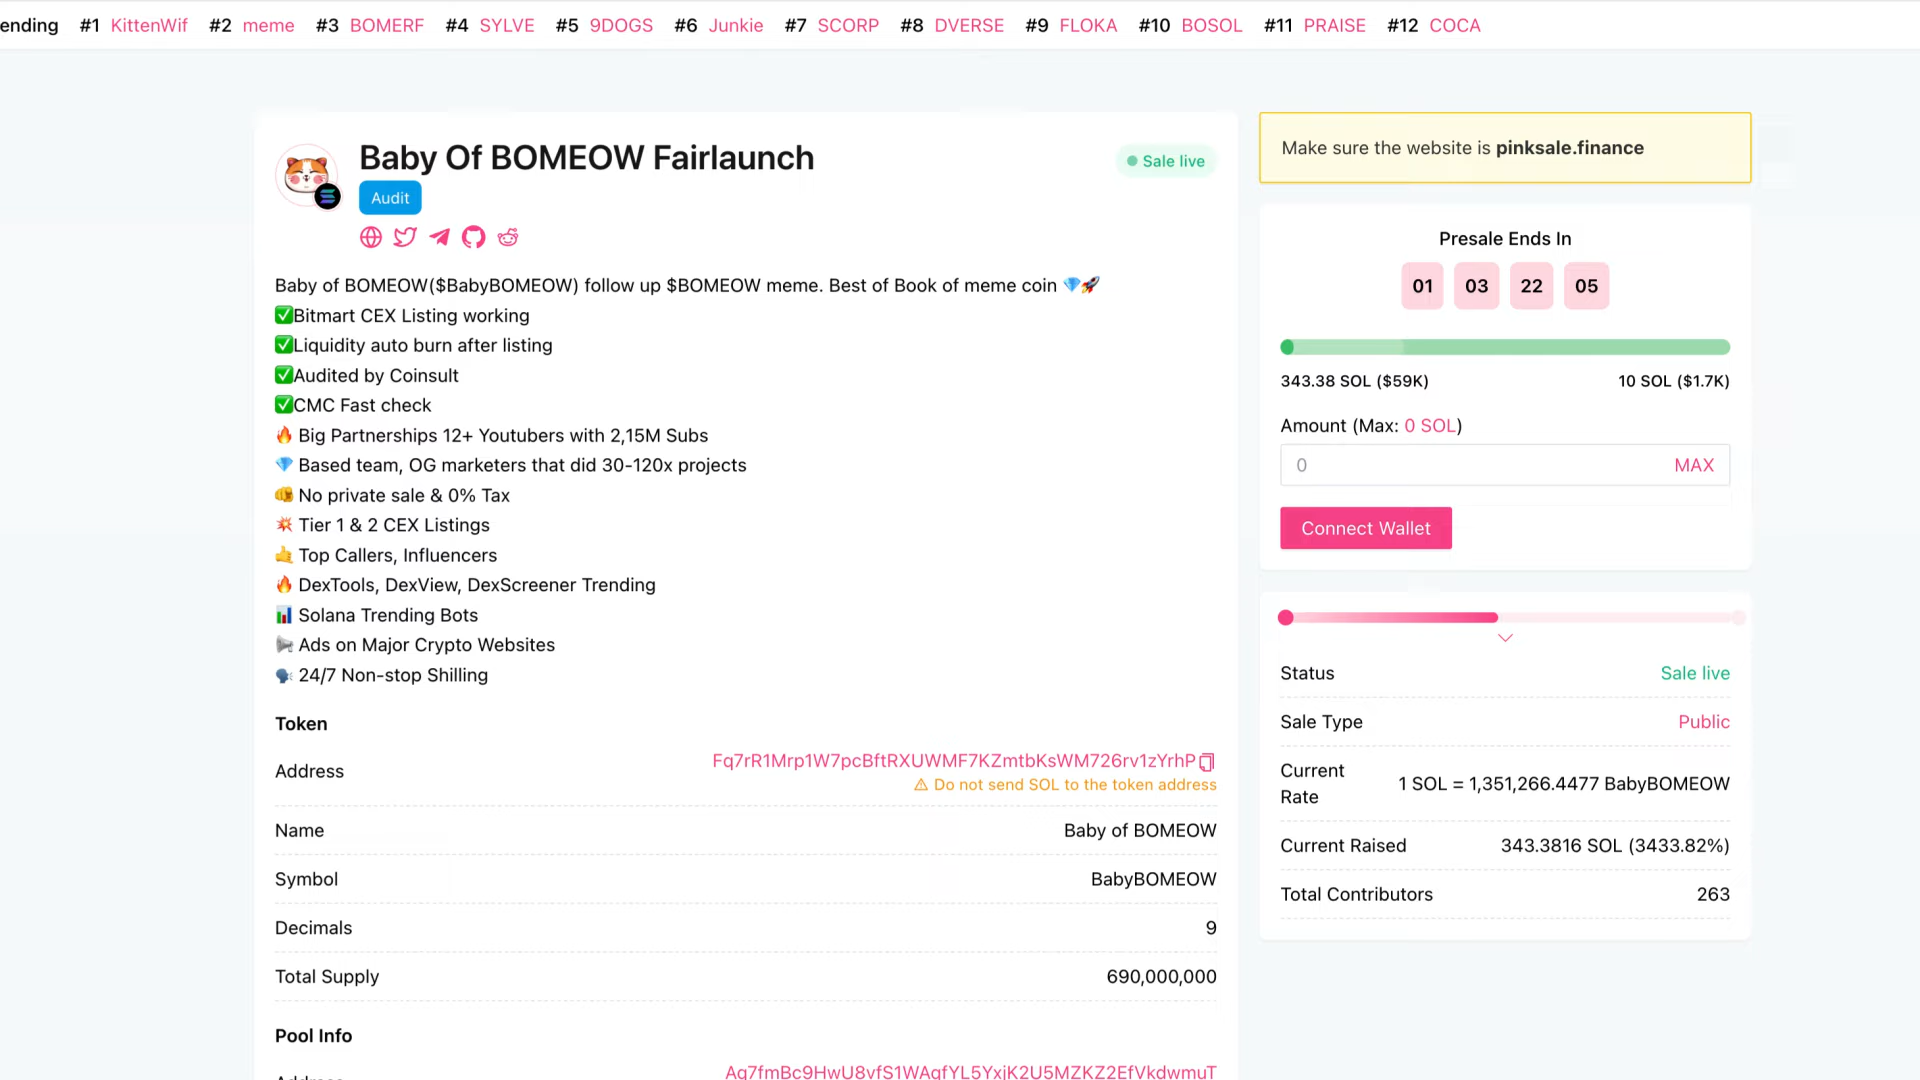 ending #1 KittenWif #2 meme #3 BOMERF #4 SYLVE #5 9DOGS #6 Junkie #7 SCORP #8 DVERSE #9 FLOKA #10 BOSOL #11 PRAISE #12 COCA
Baby Of BOMEOW Fairlaunch
Sale live
Audit
Baby of BOMEOW($BabyBOMEOW) follow up $BOMEOW meme. Best of Book of meme coin 💎🚀
✅Bitmart CEX Listing working
✅Liquidity auto burn after listing
✅Audited by Coinsult
✅CMC Fast check
🔥 Big Partnerships 12+ Youtubers with 2,15M Subs
💎 Based team, OG marketers that did 30-120x projects
🫵 No private sale & 0% Tax
💥 Tier 1 & 2 CEX Listings
🤙 Top Callers, Influencers
🔥 DexTools, DexView, DexScreener Trending
📊 Solana Trending Bots
📢 Ads on Major Crypto Websites
🗣 24/7 Non-stop Shilling
Token
Address Fq7rR1Mrp1W7pcBftRXUWMF7KZmtbKsWM726rv1zYrhP
⚠ Do not send SOL to the token address
Name Baby of BOMEOW
Symbol BabyBOMEOW
Decimals 9
Total Supply 690,000,000
Pool Info
Address Ag7fmBc9HwU8vfS1WAgfYL5YxjK2U5MZKZ2EfVkdwmuT
Make sure the website is pinksale.finance
Presale Ends In
01 03 22 05
343.38 SOL ($59K) 10 SOL ($1.7K)
Amount (Max: 0 SOL)
0 MAX
Connect Wallet
Status Sale live
Sale Type Public
Current Rate 1 SOL = 1,351,266.4477 BabyBOMEOW
Current Raised 343.3816 SOL (3433.82%)
Total Contributors 263